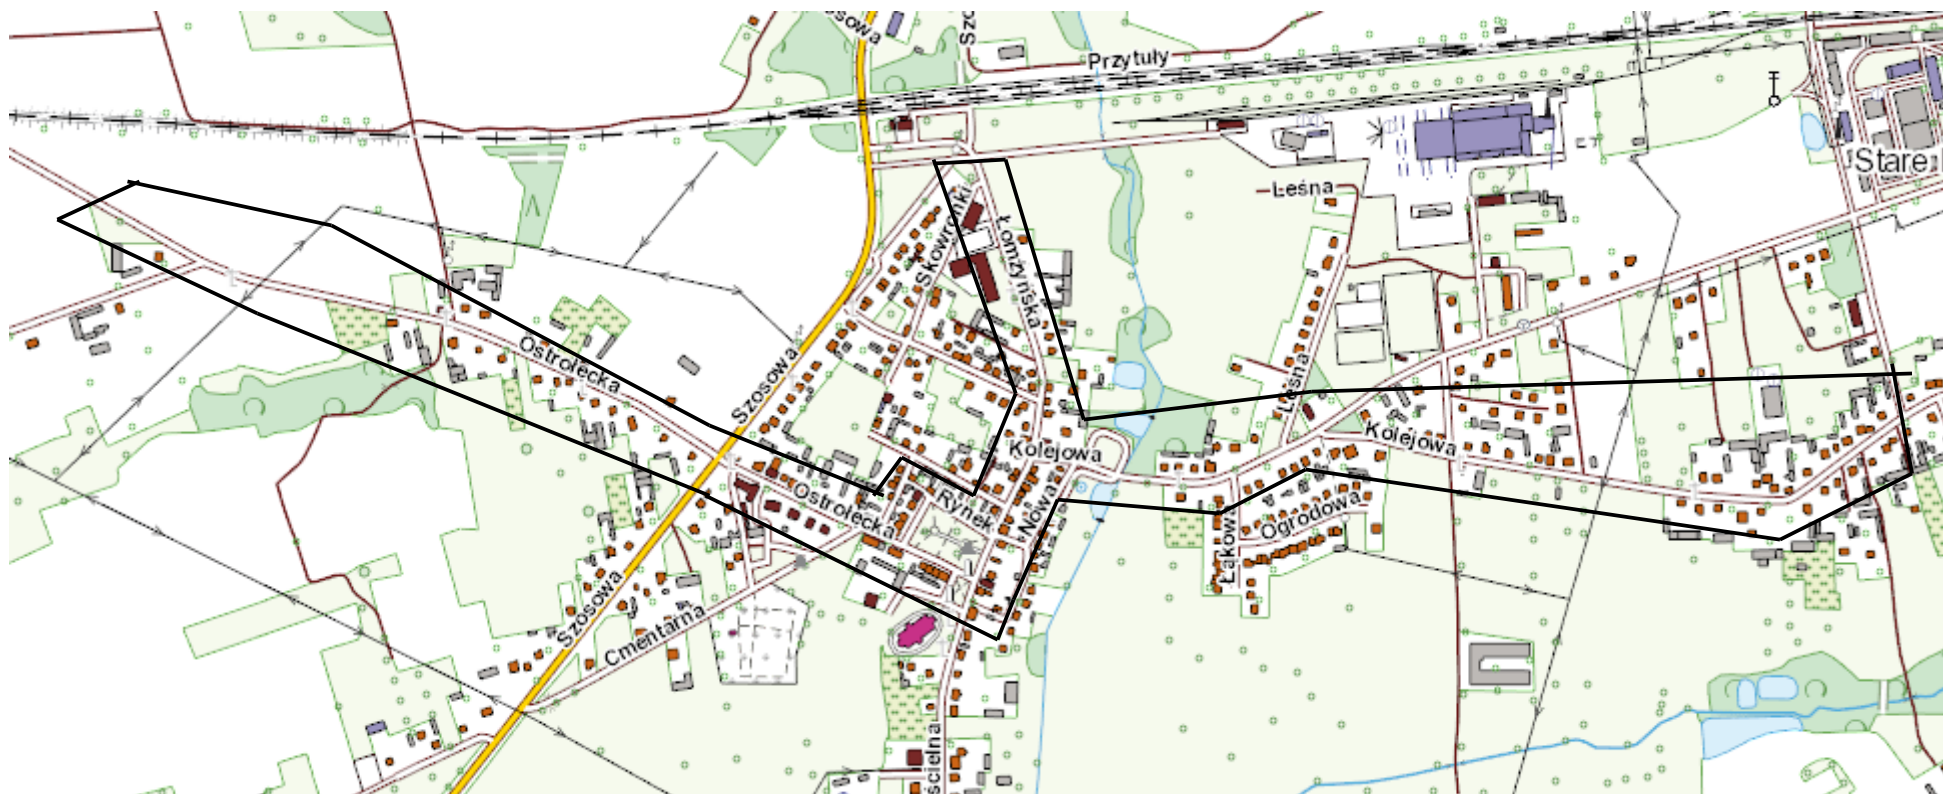 Przytuły
Stare
Leśna
Skowronki
Łomżyńska
Ostrołęcka
Szosowa
Leśna
Kolejowa
Kolejowa
Ostrołęcka
Rynek
Nowa
Ogrodowa
Łąkowa
Szosowa
Cmentarna